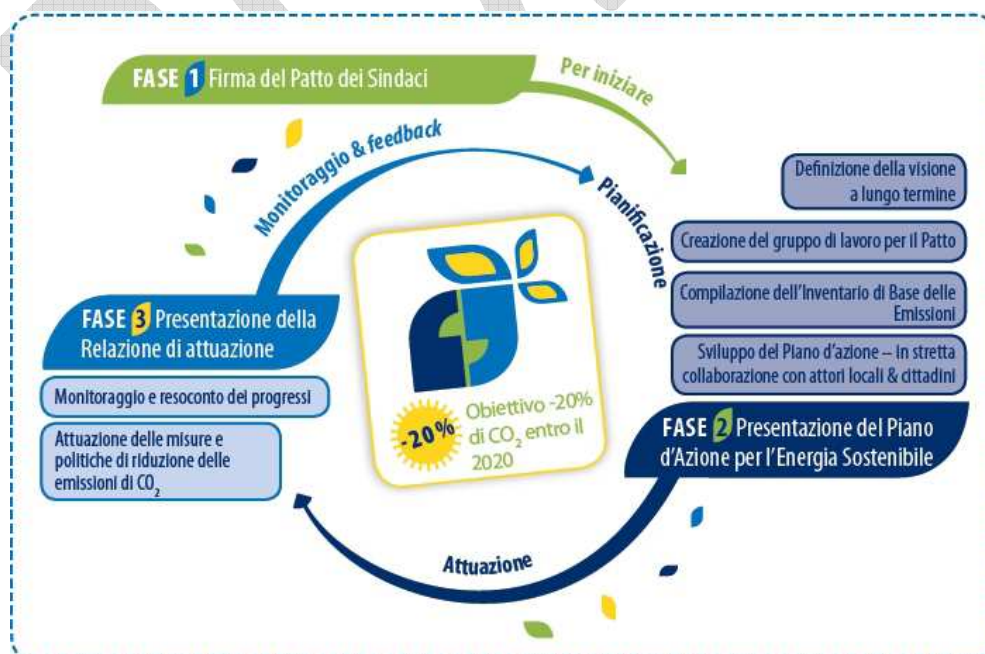 FASE 1 Firma del Patto dei Sindaci
Per iniziare
Monitoraggio & feedback
Pianificazione
Definizione della visione
a lungo termine
Creazione del gruppo di lavoro per il Patto
Compilazione dell'Inventario di Base delle
Emissioni
Sviluppo del Piano d'azione – in stretta
collaborazione con attori locali & cittadini
FASE 2 Presentazione del Piano
d'Azione per l'Energia Sostenibile
-20%
Obiettivo -20%
di CO2 entro il
2020
FASE 3 Presentazione della
Relazione di attuazione
Monitoraggio e resoconto dei progressi
Attuazione delle misure e
politiche di riduzione delle
emissioni di CO2
Attuazione